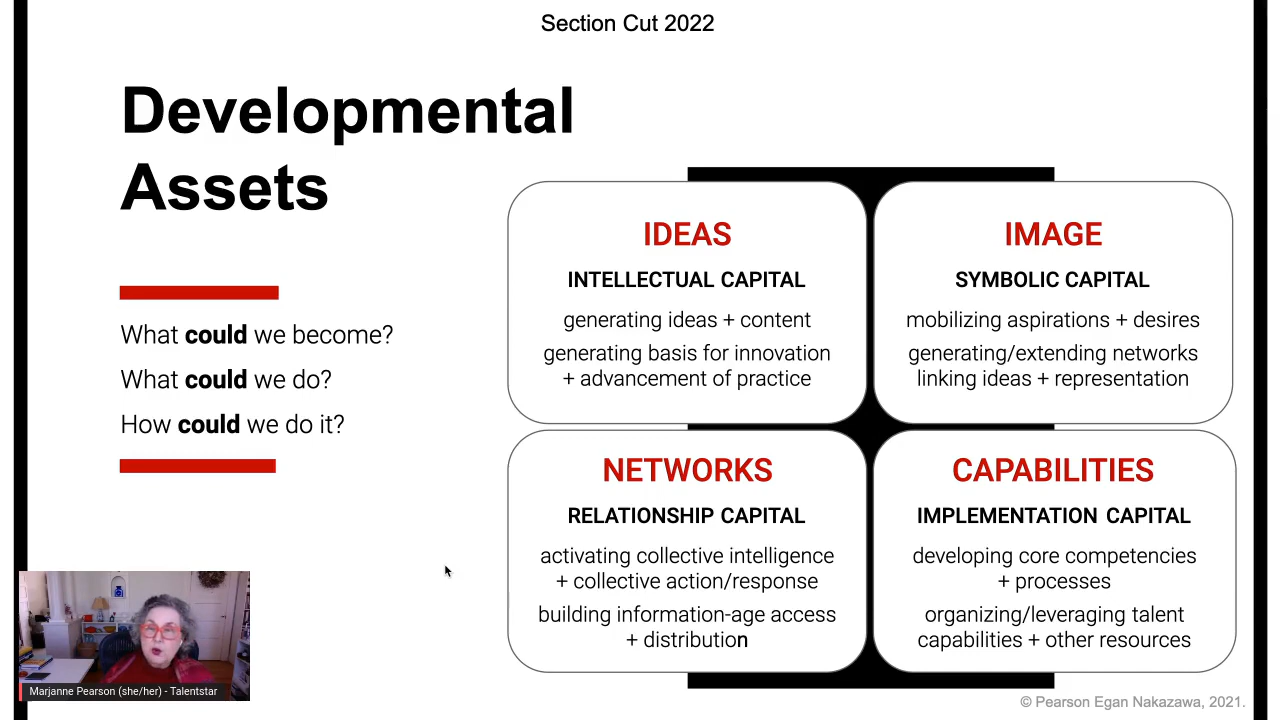 Section Cut 2022
Developmental
Assets
What could we become?
What could we do?
How could we do it?
IDEAS
INTELLECTUAL CAPITAL
generating ideas + content
generating basis for innovation
+ advancement of practice
IMAGE
SYMBOLIC CAPITAL
mobilizing aspirations + desires
generating/extending networks
linking ideas + representation
NETWORKS
RELATIONSHIP CAPITAL
activating collective intelligence
+ collective action/response
building information-age access
+ distribution
CAPABILITIES
IMPLEMENTATION CAPITAL
developing core competencies
+ processes
organizing/leveraging talent
capabilities + other resources
Marjanne Pearson (she/her) - Talentstar
© Pearson Egan Nakazawa, 2021.